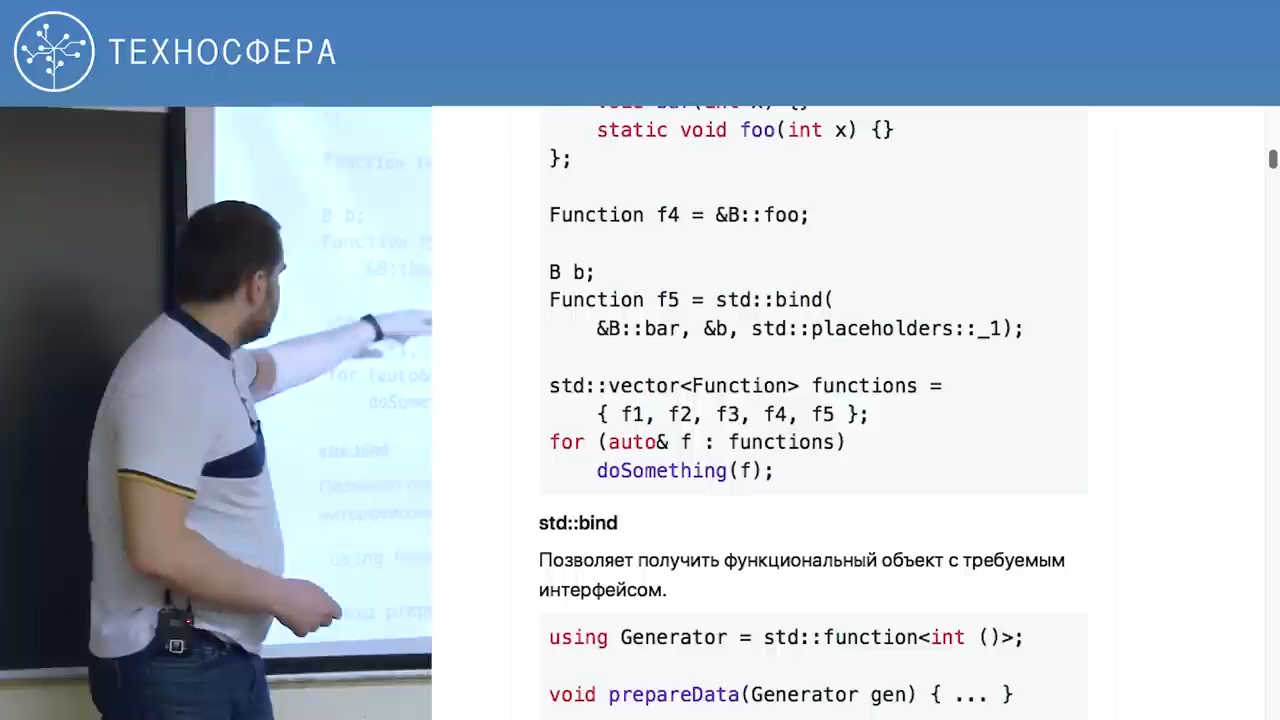 ТЕХНОСФЕРА
static void foo(int x) {}
};
Function f4 = &B::foo;
B b;
Function f5 = std::bind(
&B::bar, &b, std::placeholders::_1);
std::vector<Function> functions =
{ f1, f2, f3, f4, f5 };
for (auto& f : functions)
doSomething(f);
std::bind
Позволяет получить функциональный объект с требуемым
интерфейсом.
using Generator = std::function<int ()>;
void prepareData(Generator gen) { ... }